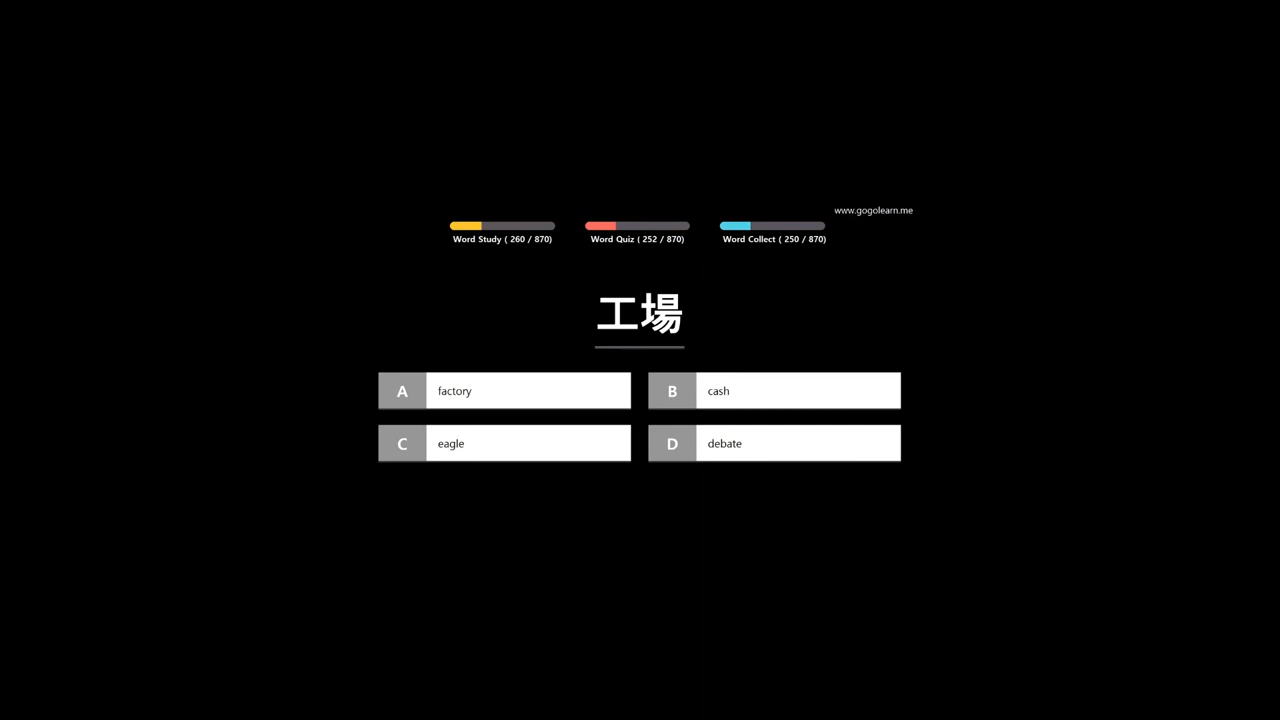 www.gogolearn.me
Word Study ( 260 / 870)
Word Quiz ( 252 / 870)
Word Collect ( 250 / 870)
工場
A factory
B cash
C eagle
D debate